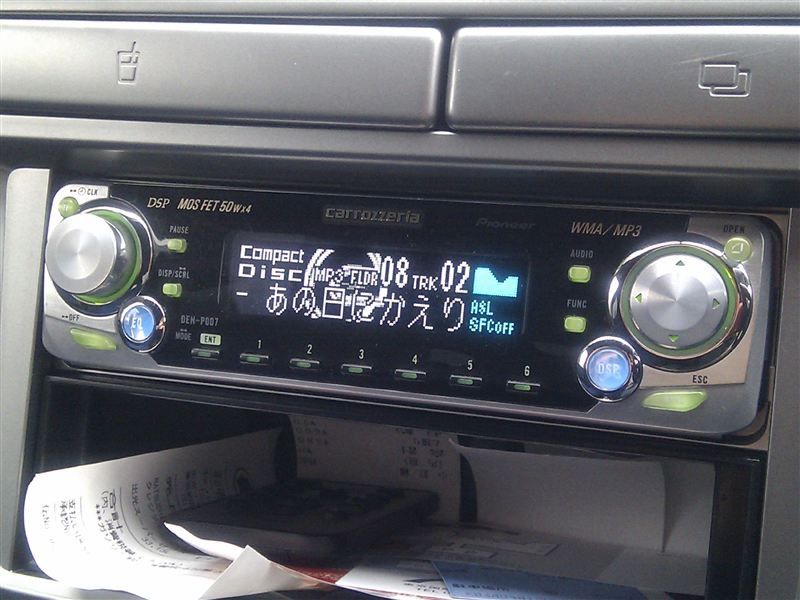 CLK
DSP MOS FET 50W×4
carrozzeria
Pioneer
WMA/MP3
OPEN
PAUSE
AUDIO
DISP/SCRL
Compact
Disc MP3 FLDR 08 TRK 02
あの日にかえり
ASL
SFC OFF
FUNC
OFF
EQ
DEH-P007
MODE ENT
1 2 3 4 5 6
DSP
ESC